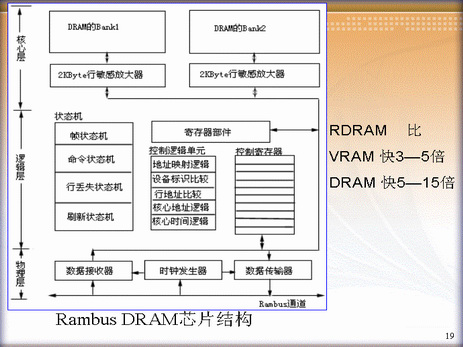 核心层
DRAM的Bank1
DRAM的Bank2
2KByte行敏感放大器
2KByte行敏感放大器
逻辑层
状态机
帧状态机
命令状态机
行丢失状态机
刷新状态机
寄存器部件
控制逻辑单元
地址映射逻辑
设备标识比较
行地址比较
核心地址逻辑
核心时间逻辑
控制寄存器
物理层
数据接收器
时钟发生器
数据传输器
Rambus通道
RDRAM 比
VRAM 快3—5倍
DRAM 快5—15倍
Rambus DRAM芯片结构
19